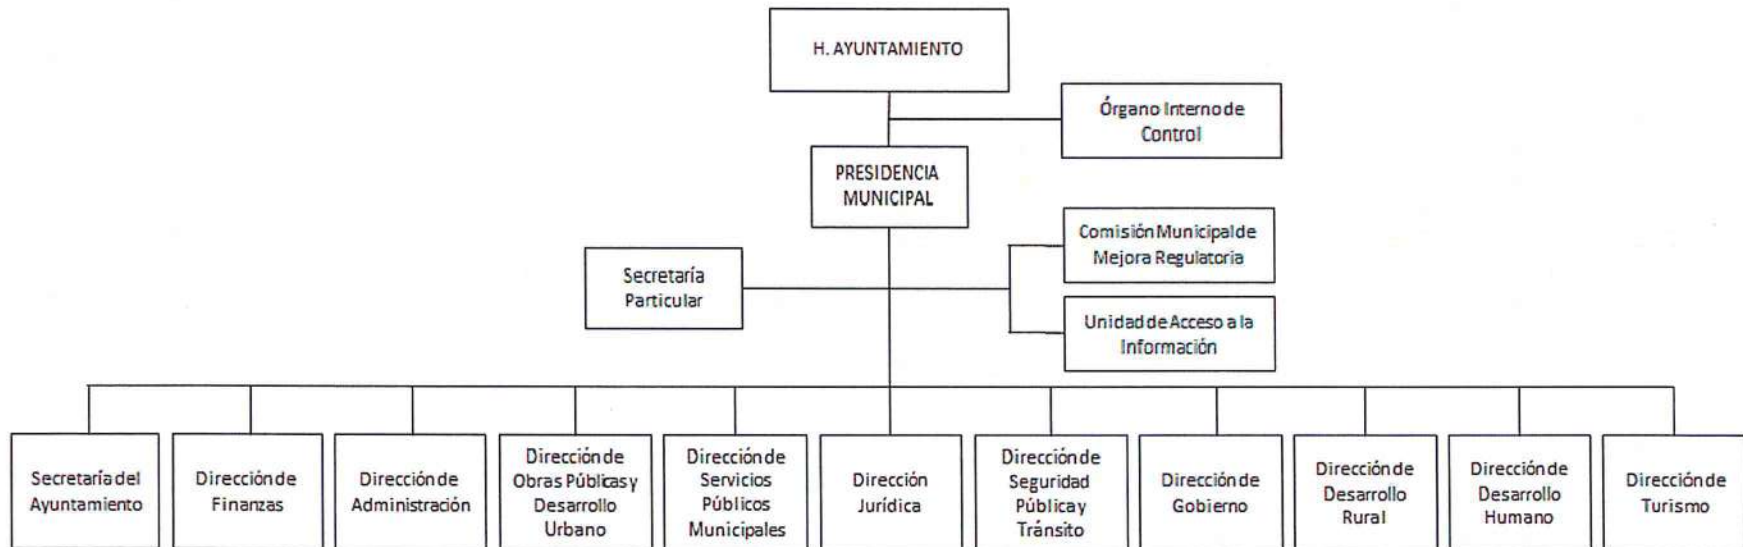 H. AYUNTAMIENTO
Órgano Interno de
Control
PRESIDENCIA
MUNICIPAL
Comisión Municipal de
Mejora Regulatoria
Secretaría
Particular
Unidad de Acceso a la
Información
Secretaría del
Ayuntamiento
Dirección de
Finanzas
Dirección de
Administración
Dirección de
Obras Públicas y
Desarrollo
Urbano
Dirección de
Servicios
Públicos
Municipales
Dirección
Jurídica
Dirección de
Seguridad
Pública y
Tránsito
Dirección de
Gobierno
Dirección de
Desarrollo
Rural
Dirección de
Desarrollo
Humano
Dirección de
Turismo